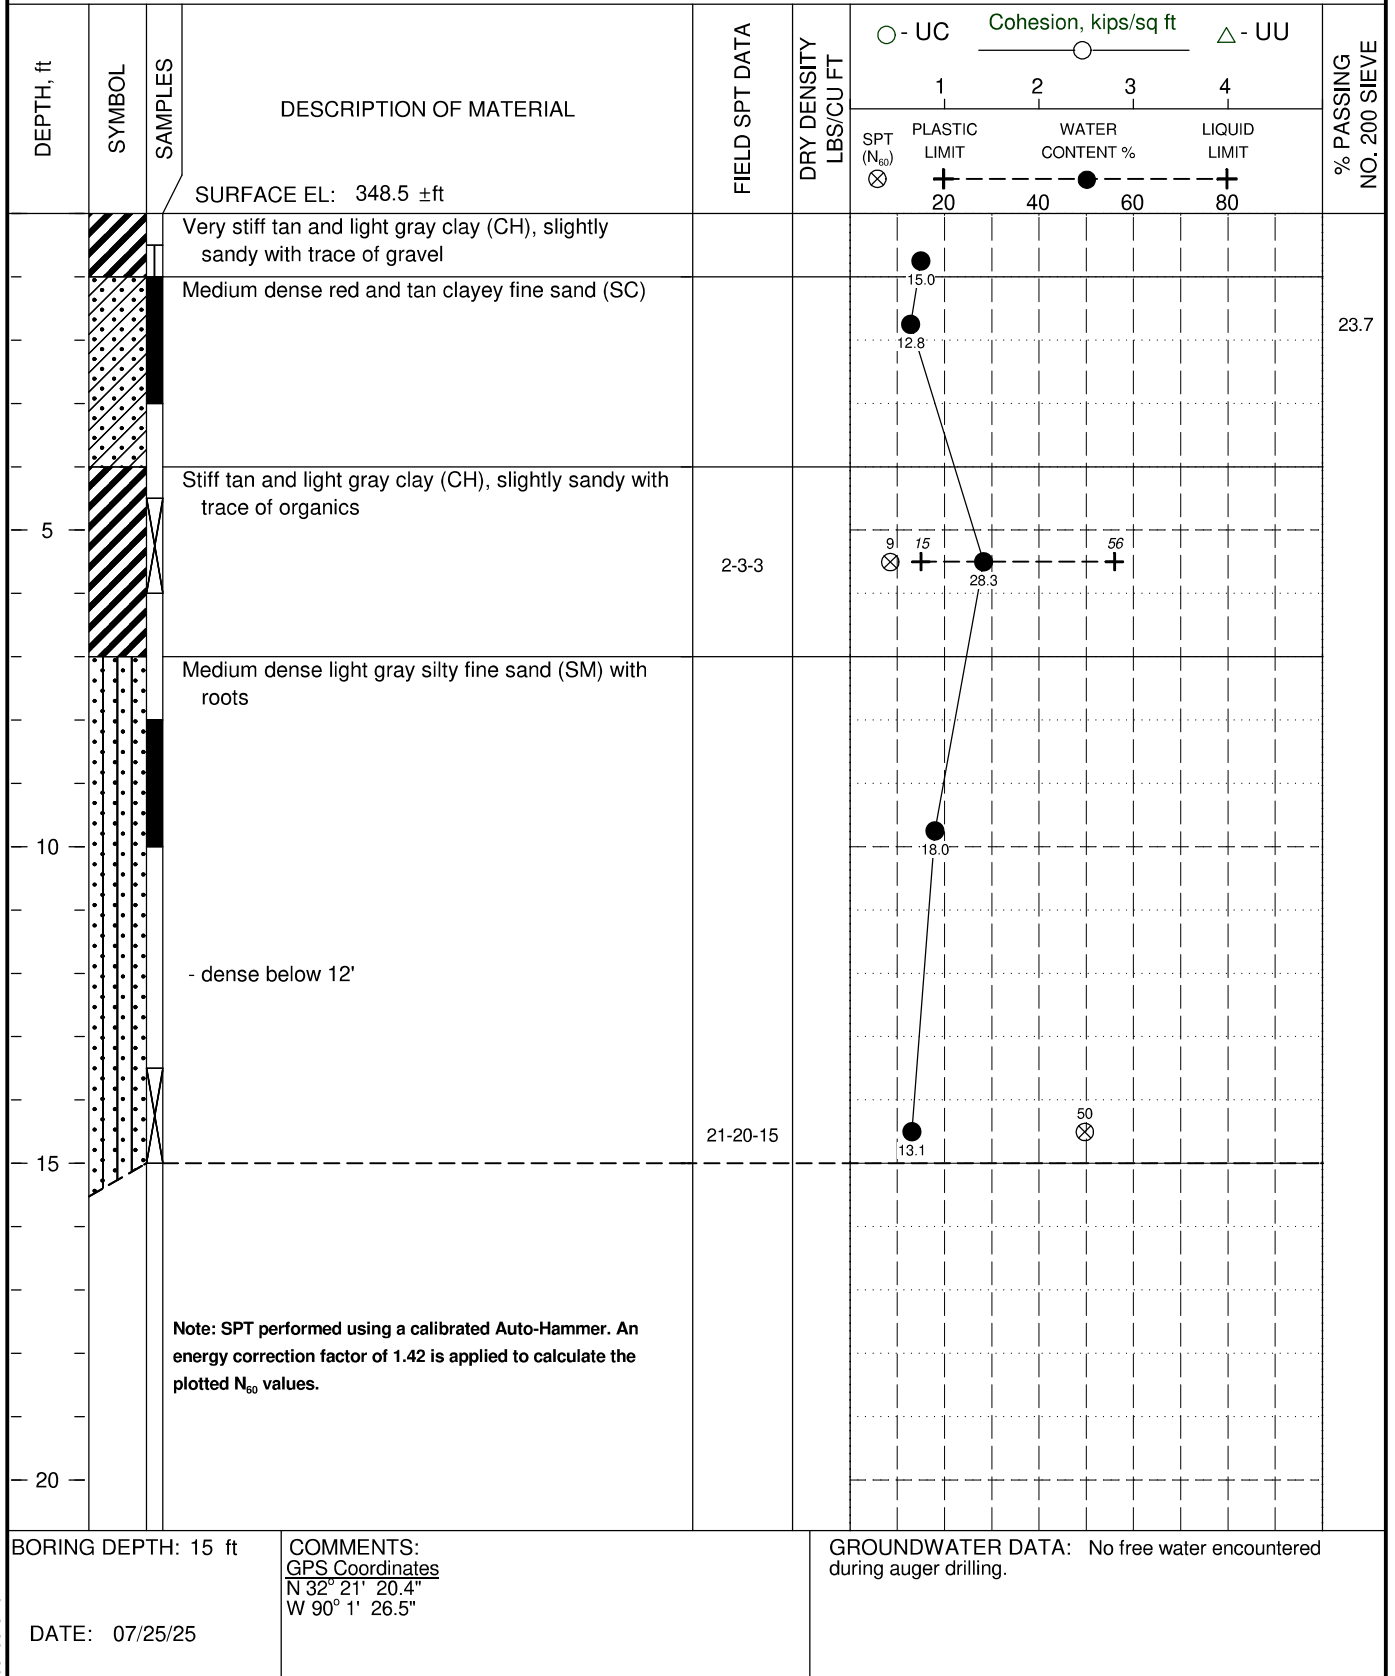 DEPTH, ft
SYMBOL
SAMPLES
DESCRIPTION OF MATERIAL
SURFACE EL: 348.5 ±ft
FIELD SPT DATA
DRY DENSITY
LBS/CU FT
- UC
Cohesion, kips/sq ft
- UU
1 2 3 4
SPT
(N60)
PLASTIC
LIMIT
WATER
CONTENT %
LIQUID
LIMIT
20 40 60 80
% PASSING
NO. 200 SIEVE
Very stiff tan and light gray clay (CH), slightly
sandy with trace of gravel
15.0
Medium dense red and tan clayey fine sand (SC)
12.8
23.7
Stiff tan and light gray clay (CH), slightly sandy with
trace of organics
5
2-3-3
9 15 56
28.3
Medium dense light gray silty fine sand (SM) with
roots
10
18.0
- dense below 12'
21-20-15
50
13.1
15
Note: SPT performed using a calibrated Auto-Hammer. An
energy correction factor of 1.42 is applied to calculate the
plotted N60 values.
20
BORING DEPTH: 15 ft
DATE: 07/25/25
COMMENTS:
GPS Coordinates
N 32° 21' 20.4"
W 90° 1' 26.5"
GROUNDWATER DATA: No free water encountered
during auger drilling.